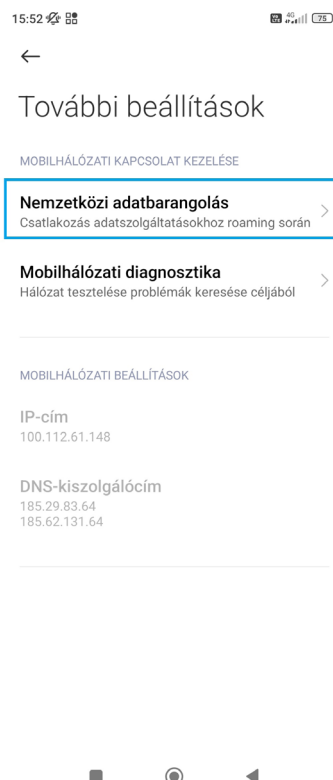 15:52
4G
75
További beállítások
MOBILHÁLÓZATI KAPCSOLAT KEZELÉSE
Nemzetközi adatbarangolás
Csatlakozás adatszolgáltatásokhoz roaming során
Mobilhálózati diagnosztika
Hálózat tesztelése problémák keresése céljából
MOBILHÁLÓZATI BEÁLLÍTÁSOK
IP-cím
100.112.61.148
DNS-kiszolgálócím
185.29.83.64
185.62.131.64